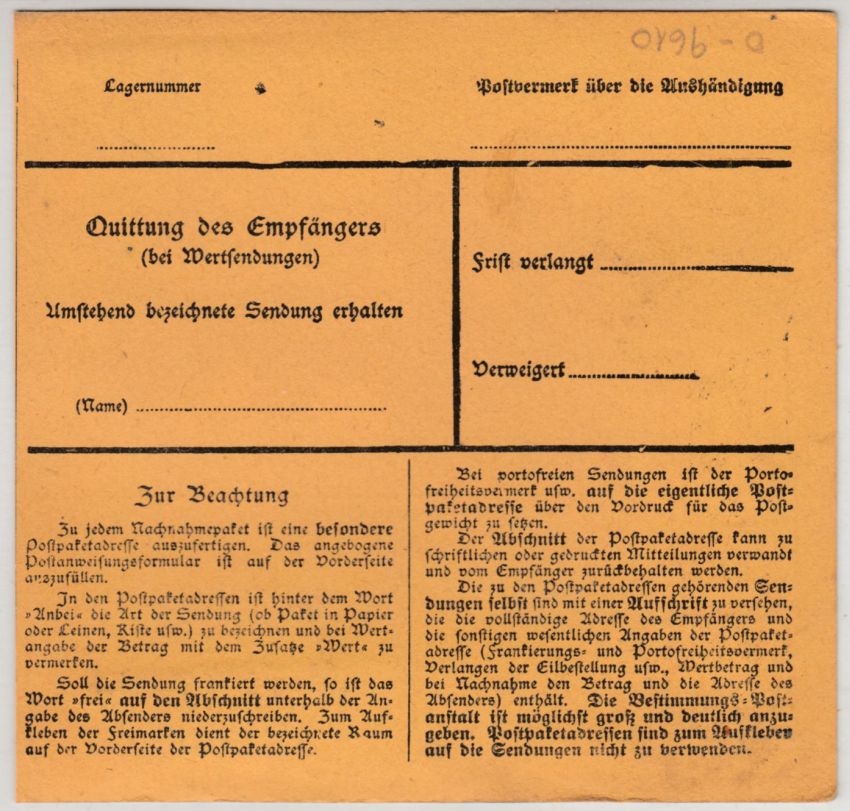 0196 - 0
Lagernummer
Postvermerk über die Aushändigung
Quittung des Empfängers
(bei Wertsendungen)
Umstehend bezeichnete Sendung erhalten
(Name)
Frist verlangt
Verweigert
Zur Beachtung
Zu jedem Nachnahmepaket ist eine besondere
Postpaketadresse auszufertigen. Das angebogene
Postanweisungsformular ist auf der Vorderseite
auszufüllen.
In den Postpaketadressen ist hinter dem Wort
»Anbei« die Art der Sendung (ob Paket in Papier
oder Leinen, Kiste usw.) zu bezeichnen und bei Wert-
angabe der Betrag mit dem Zusatze »Wert« zu
vermerken.
Soll die Sendung frankiert werden, so ist das
Wort »frei« auf den Abschnitt unterhalb der An-
gabe des Absenders niederzuschreiben. Zum Auf-
kleben der Freimarken dient der bezeichnete Raum
auf der Vorderseite der Postpaketadresse.
Bei portofreien Sendungen ist der Porto-
freiheitsvermerk usw. auf die eigentliche Post-
paketadresse über den Vordruck für das Post-
gewicht zu setzen.
Der Abschnitt der Postpaketadresse kann zu
schriftlichen oder gedruckten Mitteilungen verwandt
und vom Empfänger zurückbehalten werden.
Die zu den Postpaketadressen gehörenden Sen-
dungen selbst sind mit einer Aufschrift zu versehen,
die die vollständige Adresse des Empfängers und
die sonstigen wesentlichen Angaben der Postpaket-
adresse (Frankierungs- und Portofreiheitsvermerk,
Verlangen der Eilbestellung usw., Wertbetrag und
bei Nachnahme den Betrag und die Adresse des
Absenders) enthält. Die Bestimmungs-Post-
anstalt ist möglichst groß und deutlich anzu-
geben. Postpaketadressen sind zum Aufkleben
auf die Sendungen nicht zu verwenden.